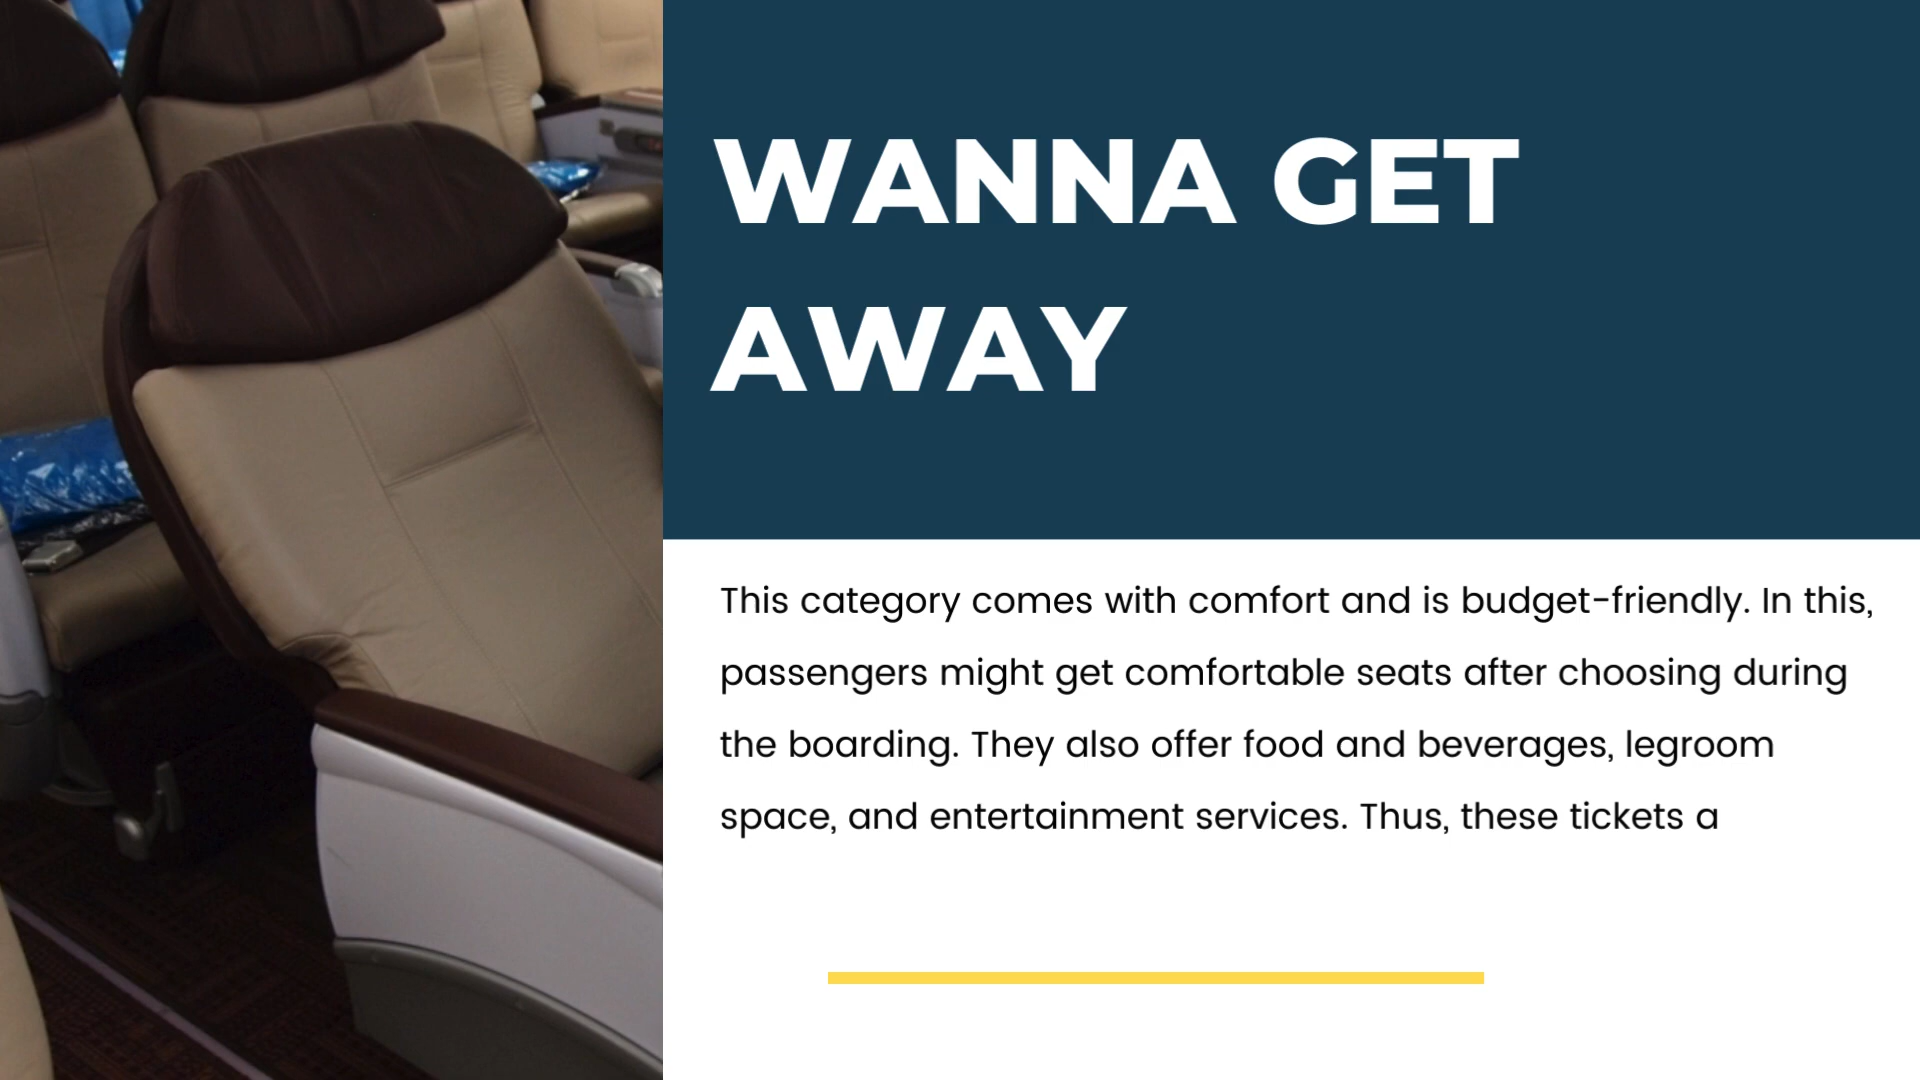 WANNA GET
AWAY
This category comes with comfort and is budget-friendly. In this,
passengers might get comfortable seats after choosing during
the boarding. They also offer food and beverages, legroom
space, and entertainment services. Thus, these tickets a